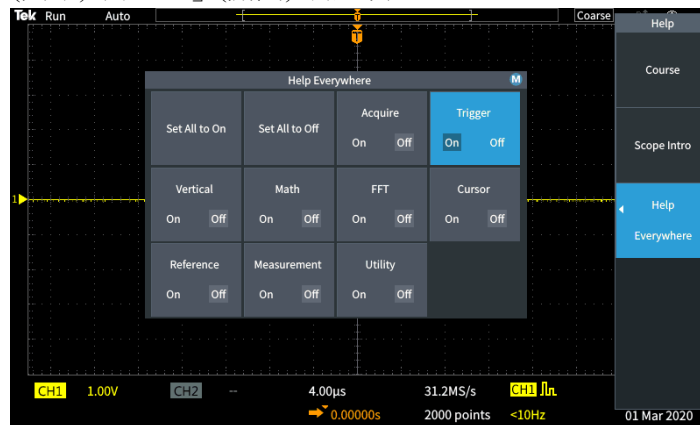 Tek Run Auto Coarse
Help
T
Help Everywhere M
Course
Set All to On Set All to Off Acquire Trigger
On Off On Off
Scope Intro
Vertical Math FFT Cursor
On Off On Off On Off On Off
1
Help
Everywhere
Reference Measurement Utility
On Off On Off On Off
CH1 1.00V CH2 -- 4.00µs 31.2MS/s CH1
0.00000s 2000 points <10Hz 01 Mar 2020